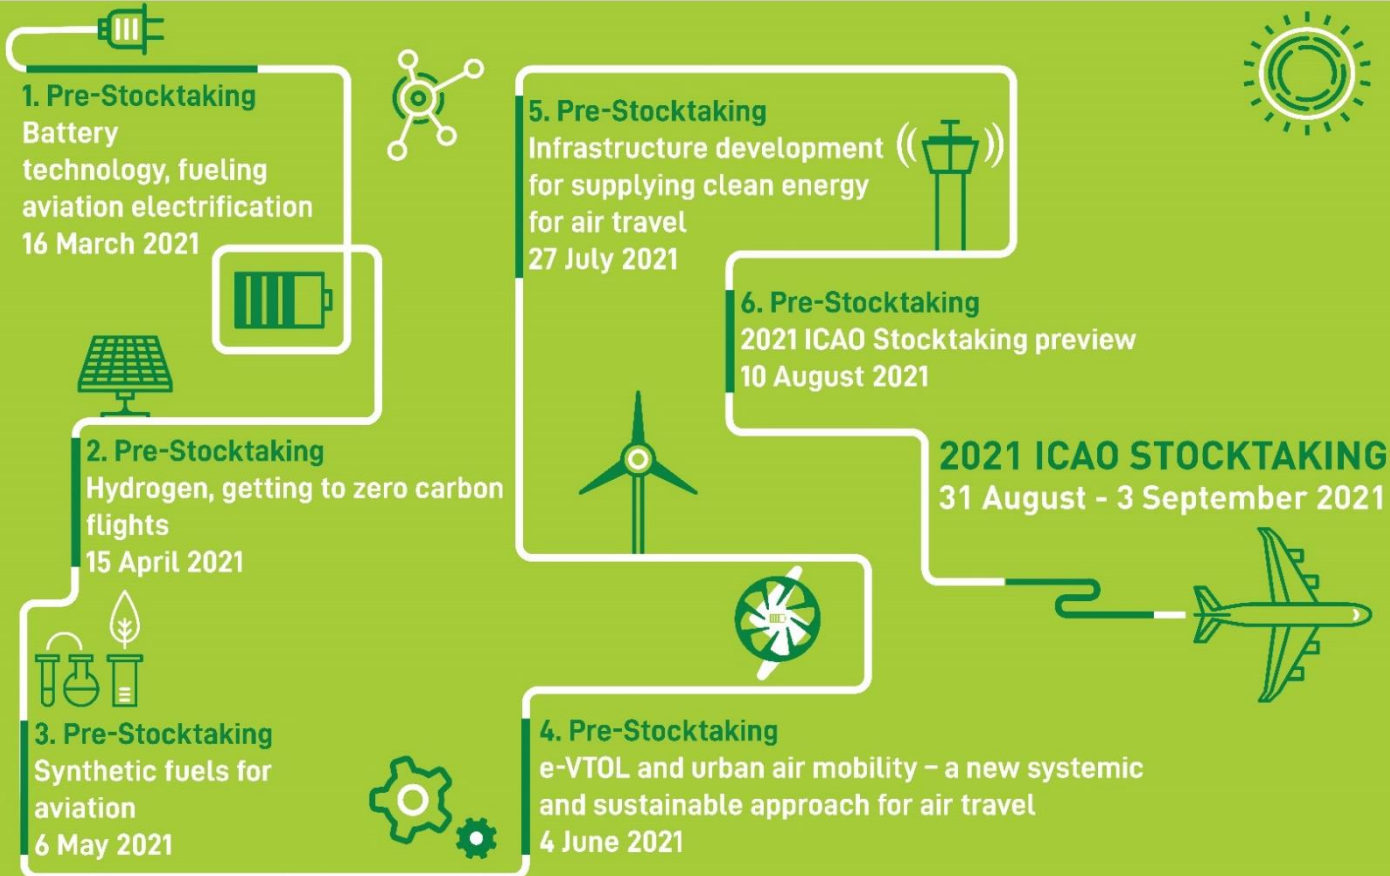 1. Pre-Stocktaking
Battery
technology, fueling
aviation electrification
16 March 2021
2. Pre-Stocktaking
Hydrogen, getting to zero carbon
flights
15 April 2021
3. Pre-Stocktaking
Synthetic fuels for
aviation
6 May 2021
4. Pre-Stocktaking
e-VTOL and urban air mobility – a new systemic
and sustainable approach for air travel
4 June 2021
5. Pre-Stocktaking
Infrastructure development
for supplying clean energy
for air travel
27 July 2021
6. Pre-Stocktaking
2021 ICAO Stocktaking preview
10 August 2021
2021 ICAO STOCKTAKING
31 August - 3 September 2021